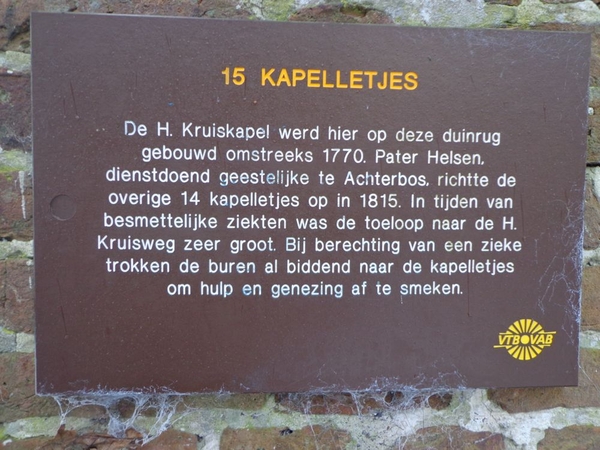 15 KAPELLETJES
De H. Kruiskapel werd hier op deze duinrug
gebouwd omstreeks 1770. Pater Helsen,
dienstdoend geestelijke te Achterbos, richtte de
overige 14 kapelletjes op in 1815. In tijden van
besmettelijke ziekten was de toeloop naar de H.
Kruisweg zeer groot. Bij berechting van een zieke
trokken de buren al biddend naar de kapelletjes
om hulp en genezing af te smeken.
VTB VAB